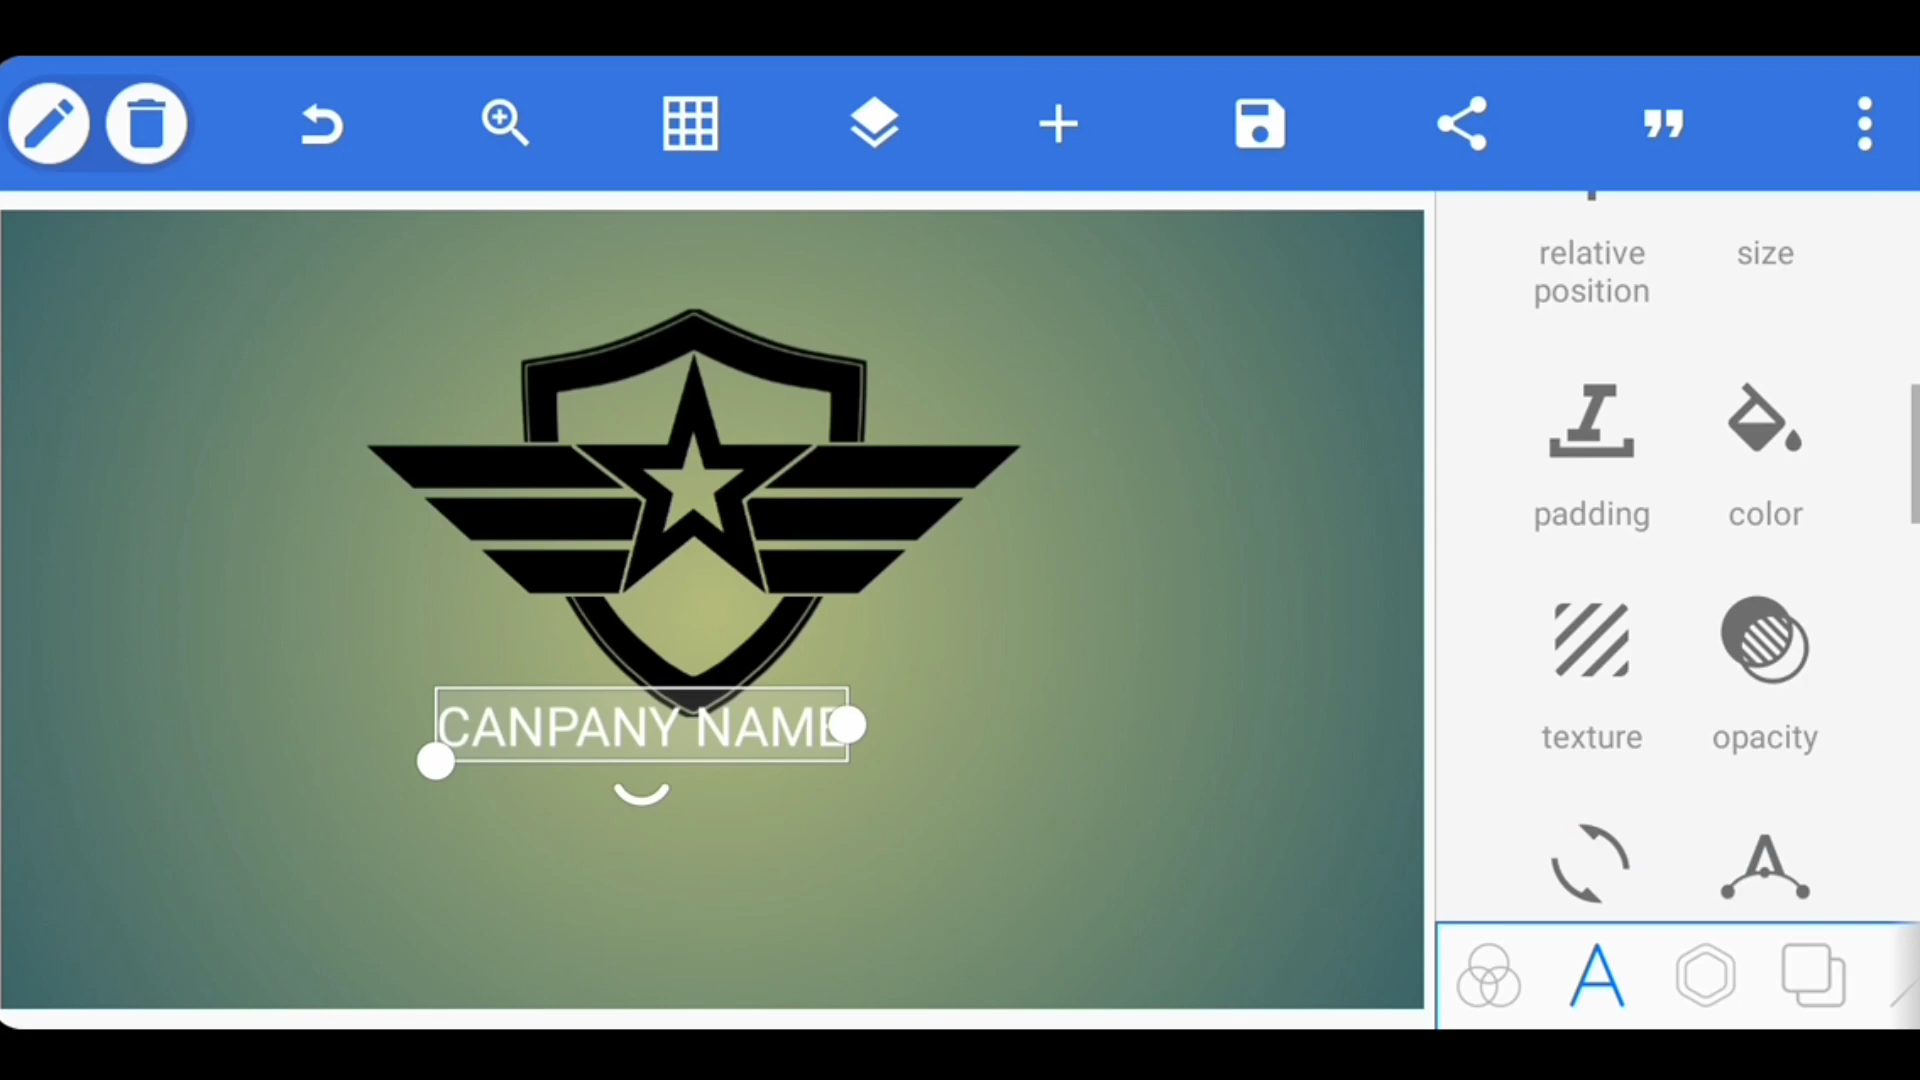 relative
position
size
padding
color
texture
opacity
CANPANY NAME